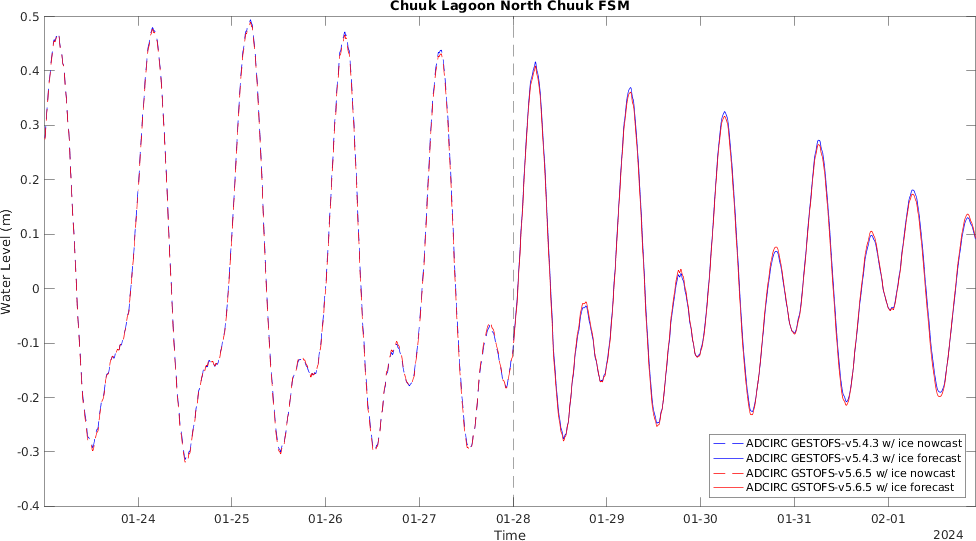 Chuuk Lagoon North Chuuk FSM
0.5
0.4
0.3
0.2
0.1
0
-0.1
-0.2
-0.3
-0.4
Water Level (m)
01-24 01-25 01-26 01-27 01-28 01-29 01-30 01-31 02-01
Time
2024
ADCIRC GESTOFS-v5.4.3 w/ ice nowcast
ADCIRC GESTOFS-v5.4.3 w/ ice forecast
ADCIRC GSTOFS-v5.6.5 w/ ice nowcast
ADCIRC GSTOFS-v5.6.5 w/ ice forecast